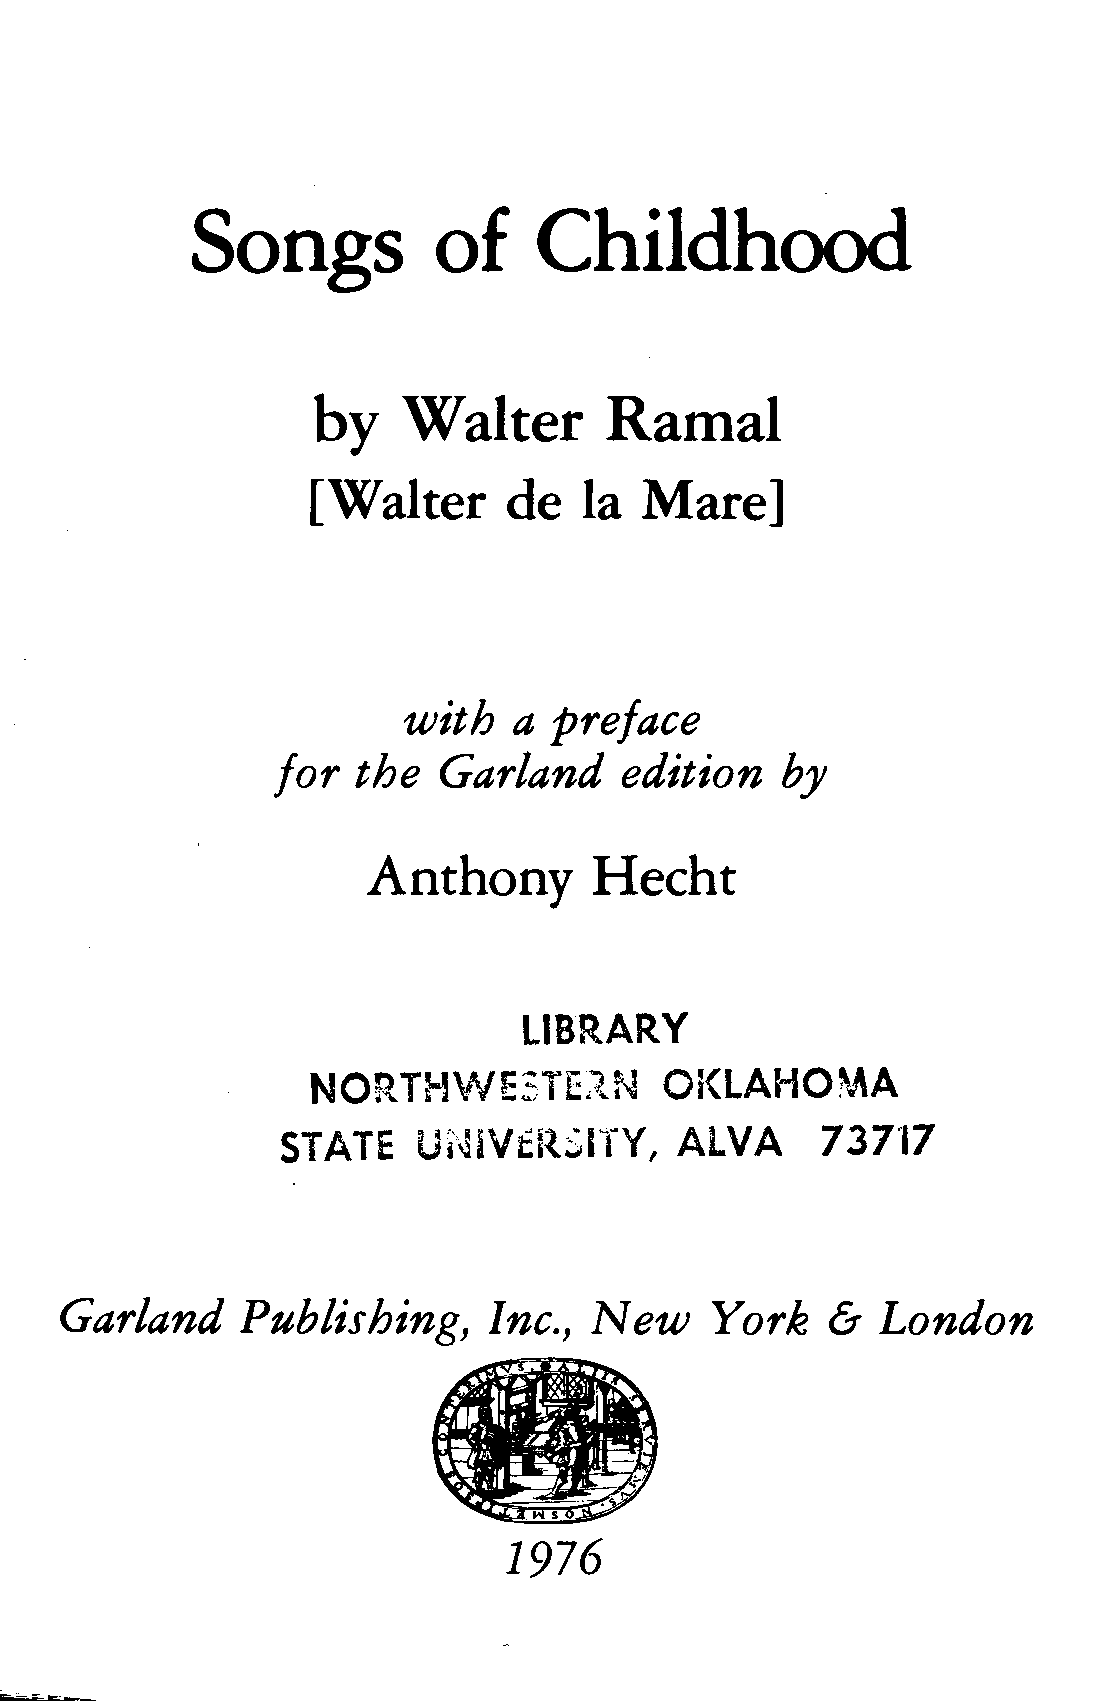 Songs of Childhood
by Walter Ramal
[Walter de la Mare]
with a preface
for the Garland edition by
Anthony Hecht
LIBRARY
NORTHWESTERN OKLAHOMA
STATE UNIVERSITY, ALVA 73717
Garland Publishing, Inc., New York & London
1976